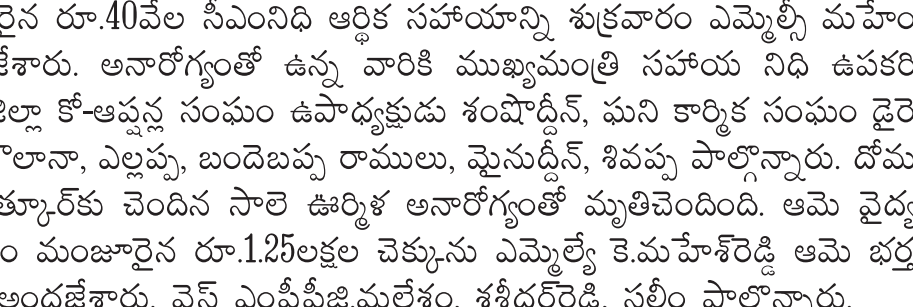 రైన రూ.40వేల సీఎంనిధి ఆర్థిక సహాయాన్ని శుక్రవారం ఎమ్మెల్సీ మహేం
జేశారు. అనారోగ్యంతో ఉన్న వారికి ముఖ్యమంత్రి సహాయ నిధి ఉపకరి
జిల్లా కో-ఆప్షన్ల సంఘం ఉపాధ్యక్షుడు శంషొద్దీన్, ఘని కార్మిక సంఘం డైరె
లానా, ఎల్లప్ప, బందెబప్ప రాములు, మైనుద్దీన్, శివప్ప పాల్గొన్నారు. దోమ
త్కూర్‌కు చెందిన సాలె ఊర్మిళ అనారోగ్యంతో మృతిచెందింది. ఆమె వైద్య
ం మంజూరైన రూ.1.25లక్షల చెక్కును ఎమ్మెల్యే కె.మహేశ్‌రెడ్డి ఆమె భర్త
అందజేశారు. వైస్ ఎంపీపీజి.మల్లేశం, శశీధర్‌రెడ్డి, సలీం పాల్గొన్నారు.